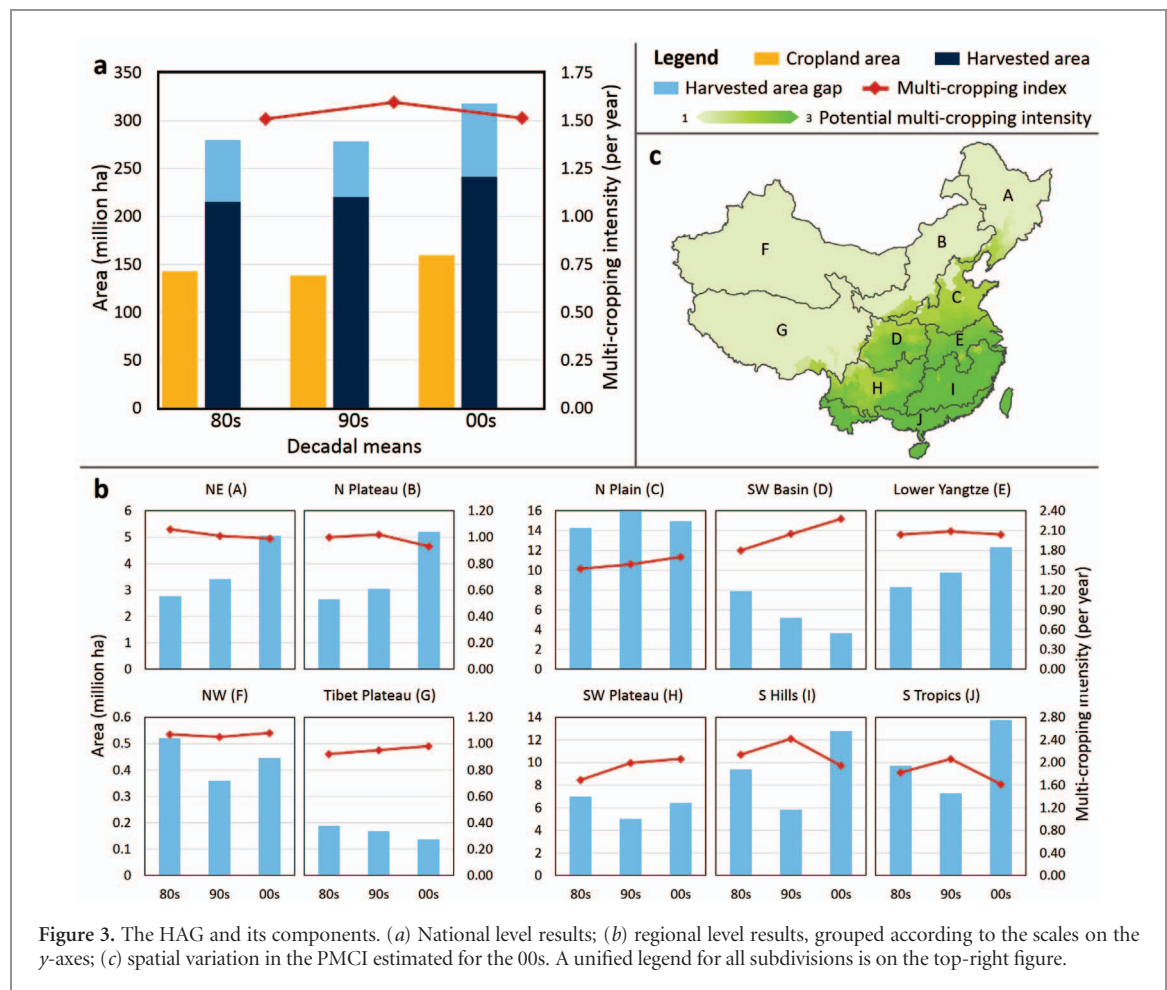 a
350
300
250
200
150
100
50
0
Area (million ha)
1.75
1.50
1.25
1.00
0.75
0.50
0.25
0.00
Multi-cropping intensity (per year)
80s 90s 00s
Decadal means
Legend Cropland area Harvested area
Harvested area gap Multi-cropping index
1 3 Potential multi-cropping intensity
c
A
B
F
C
G
D
E
H
I
J
b
NE (A) N Plateau (B) N Plain (C) SW Basin (D) Lower Yangtze (E)
6
5
4
3
2
1
0
1.20
1.00
0.80
0.60
0.40
0.20
0.00
16
14
12
10
8
6
4
2
0
2.40
2.10
1.80
1.50
1.20
0.90
0.60
0.30
0.00
Area (million ha)
Multi-cropping intensity (per year)
NW (F) Tibet Plateau (G) SW Plateau (H) S Hills (I) S Tropics (J)
0.6
0.5
0.4
0.3
0.2
0.1
0
1.20
1.00
0.80
0.60
0.40
0.20
0.00
14
12
10
8
6
4
2
0
2.80
2.40
2.00
1.60
1.20
0.80
0.40
0.00
80s 90s 00s 80s 90s 00s 80s 90s 00s 80s 90s 00s 80s 90s 00s
Figure 3. The HAG and its components. (a) National level results; (b) regional level results, grouped according to the scales on the
y-axes; (c) spatial variation in the PMCI estimated for the 00s. A unified legend for all subdivisions is on the top-right figure.